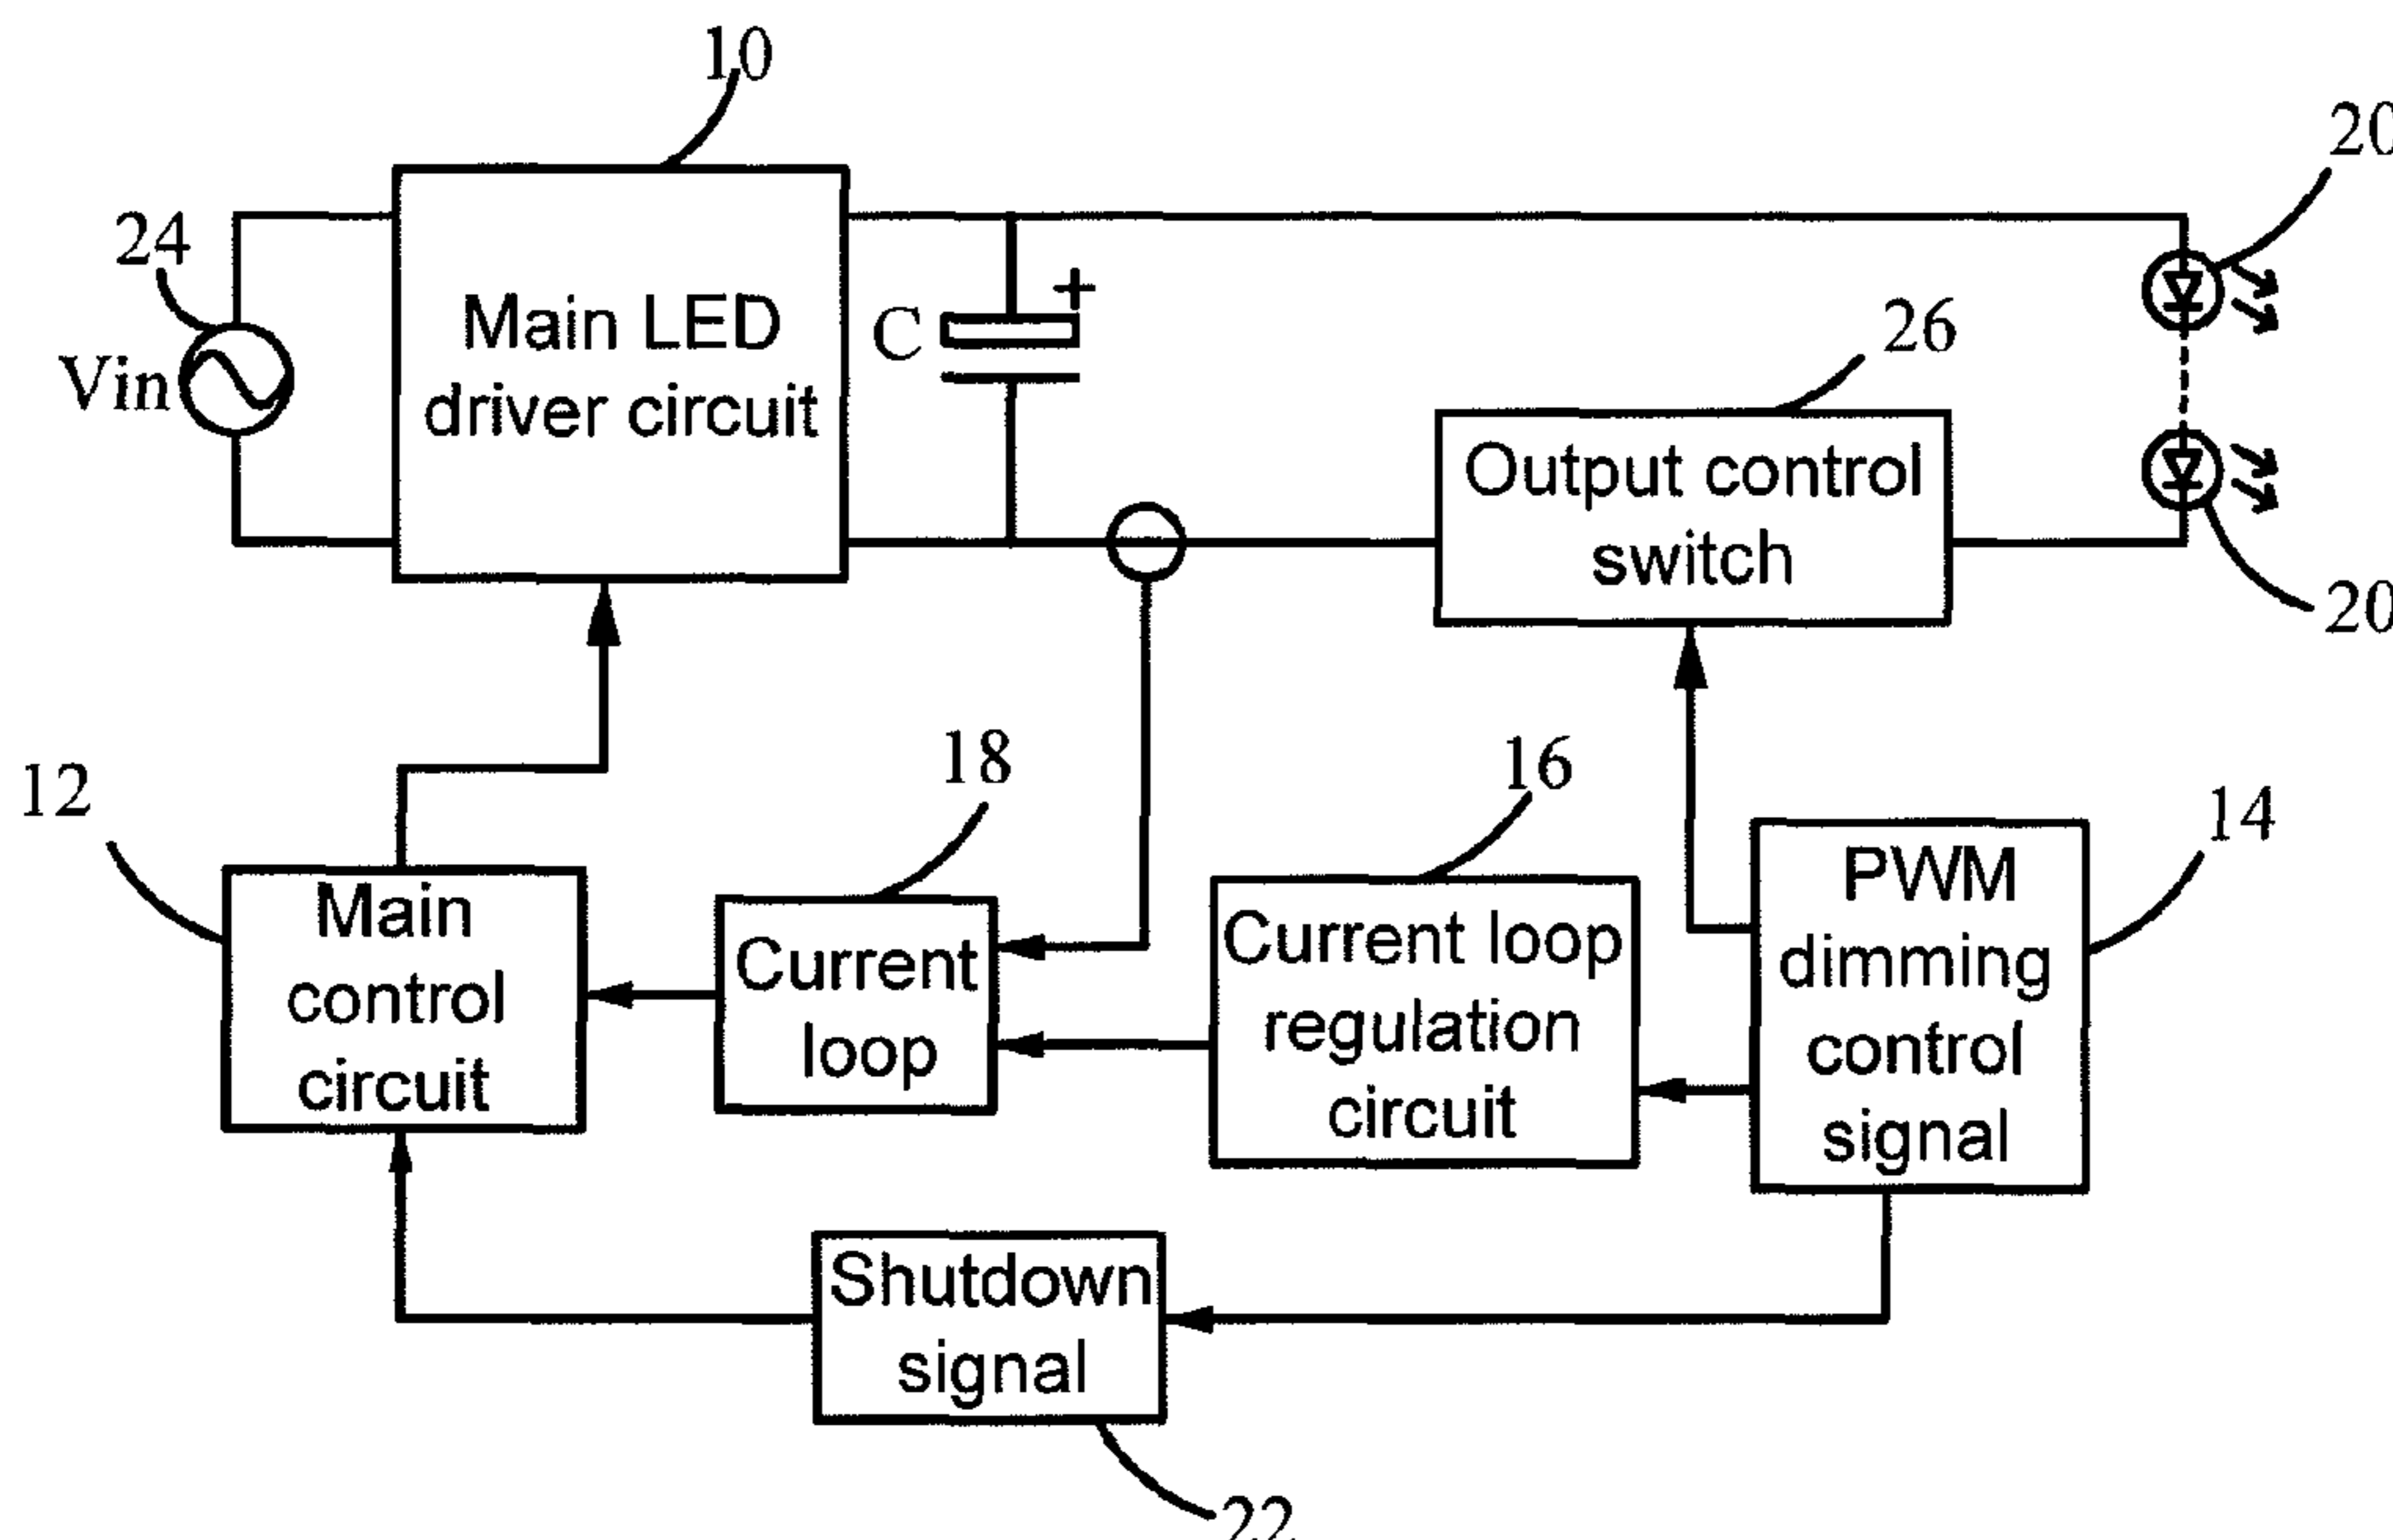 10
20
24
Vin
Main LED
driver circuit
C
+
26
Output control
switch
20
12
18
16
14
Main
control
circuit
Current
loop
Current loop
regulation
circuit
PWM
dimming
control
signal
Shutdown
signal
22